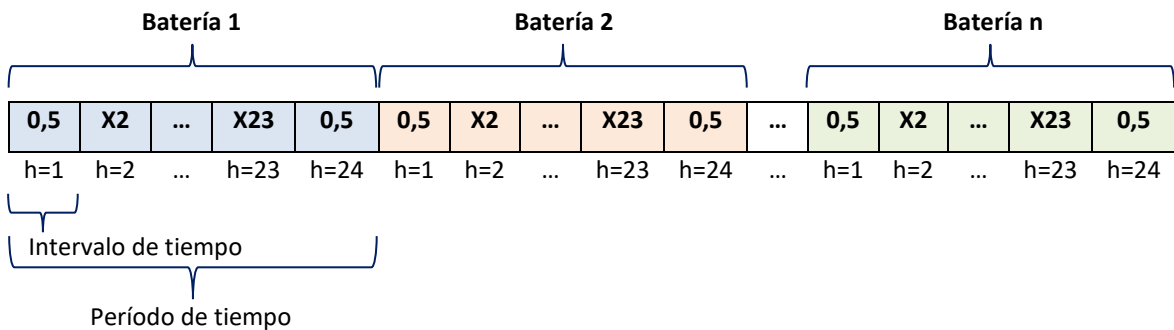 Batería 1 Batería 2 Batería n
0,5 X2 ... X23 0,5 0,5 X2 ... X23 0,5 ... 0,5 X2 ... X23 0,5
h=1 h=2 ... h=23 h=24 h=1 h=2 ... h=23 h=24 ... h=1 h=2 ... h=23 h=24
Intervalo de tiempo
Período de tiempo